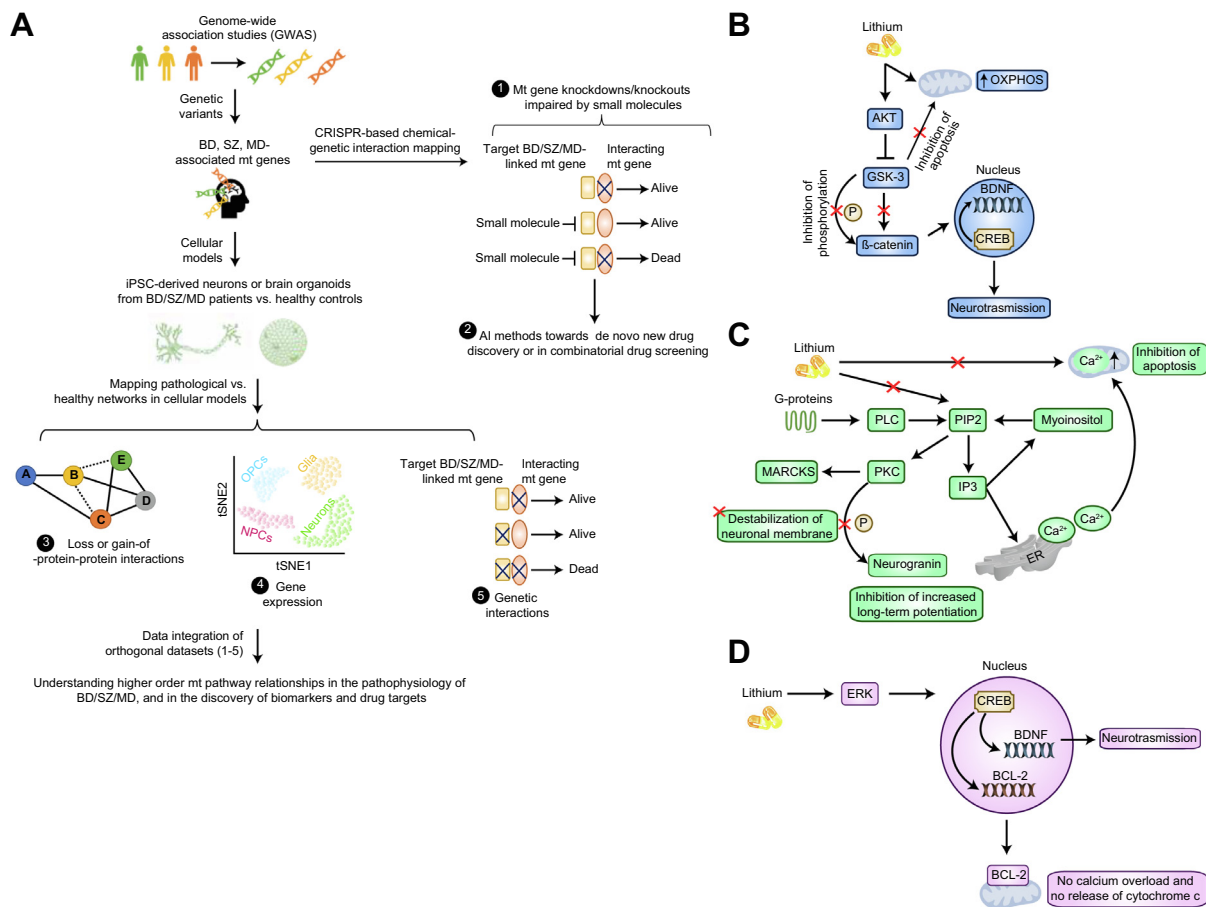 A
Genome-wide
association studies (GWAS)
Genetic
variants
BD, SZ, MD-
associated mt genes
CRISPR-based chemical-
genetic interaction mapping
Cellular
models
iPSC-derived neurons or brain organoids
from BD/SZ/MD patients vs. healthy controls
Mapping pathological vs.
healthy networks in cellular models
1 Mt gene knockdowns/knockouts
impaired by small molecules
Target BD/SZ/MD-
linked mt gene
Interacting
mt gene
Alive
Small molecule
Alive
Small molecule
Dead
2 AI methods towards de novo new drug
discovery or in combinatorial drug screening
A
B
E
D
C
3 Loss or gain-of
-protein-protein interactions
tSNE2
OPCs
Glia
NPCs
Neurons
tSNE1
4 Gene
expression
Target BD/SZ/MD-
linked mt gene
Interacting
mt gene
Alive
Alive
Dead
5 Genetic
interactions
Data integration of
orthogonal datasets (1-5)
Understanding higher order mt pathway relationships in the pathophysiology of
BD/SZ/MD, and in the discovery of biomarkers and drug targets
B
Lithium
OXPHOS
AKT
Inhibition of
apoptosis
GSK-3
Inhibition of
phosphorylation
P
ß-catenin
Nucleus
BDNF
CREB
Neurotrasmission
C
Lithium
Ca²⁺
Inhibition of
apoptosis
G-proteins
PLC
PIP2
Myoinositol
MARCKS
PKC
IP3
Destabilization of
neuronal membrane
P
Ca²⁺
Ca²⁺
ER
Neurogranin
Inhibition of increased
long-term potentiation
D
Lithium
ERK
Nucleus
CREB
BDNF
BCL-2
Neurotrasmission
BCL-2
No calcium overload and
no release of cytochrome c